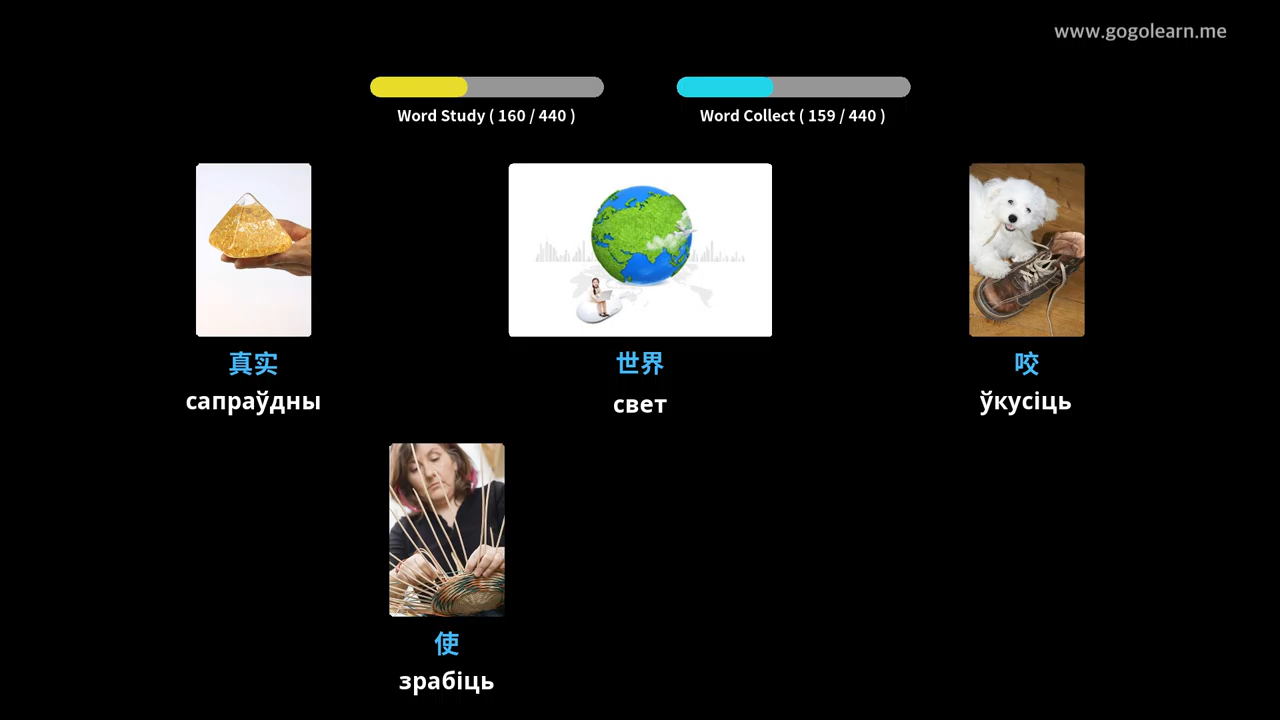 www.gogolearn.me
Word Study ( 160 / 440 )
Word Collect ( 159 / 440 )
真实
сапраўдны
世界
свет
咬
ўкусіць
使
зрабіць